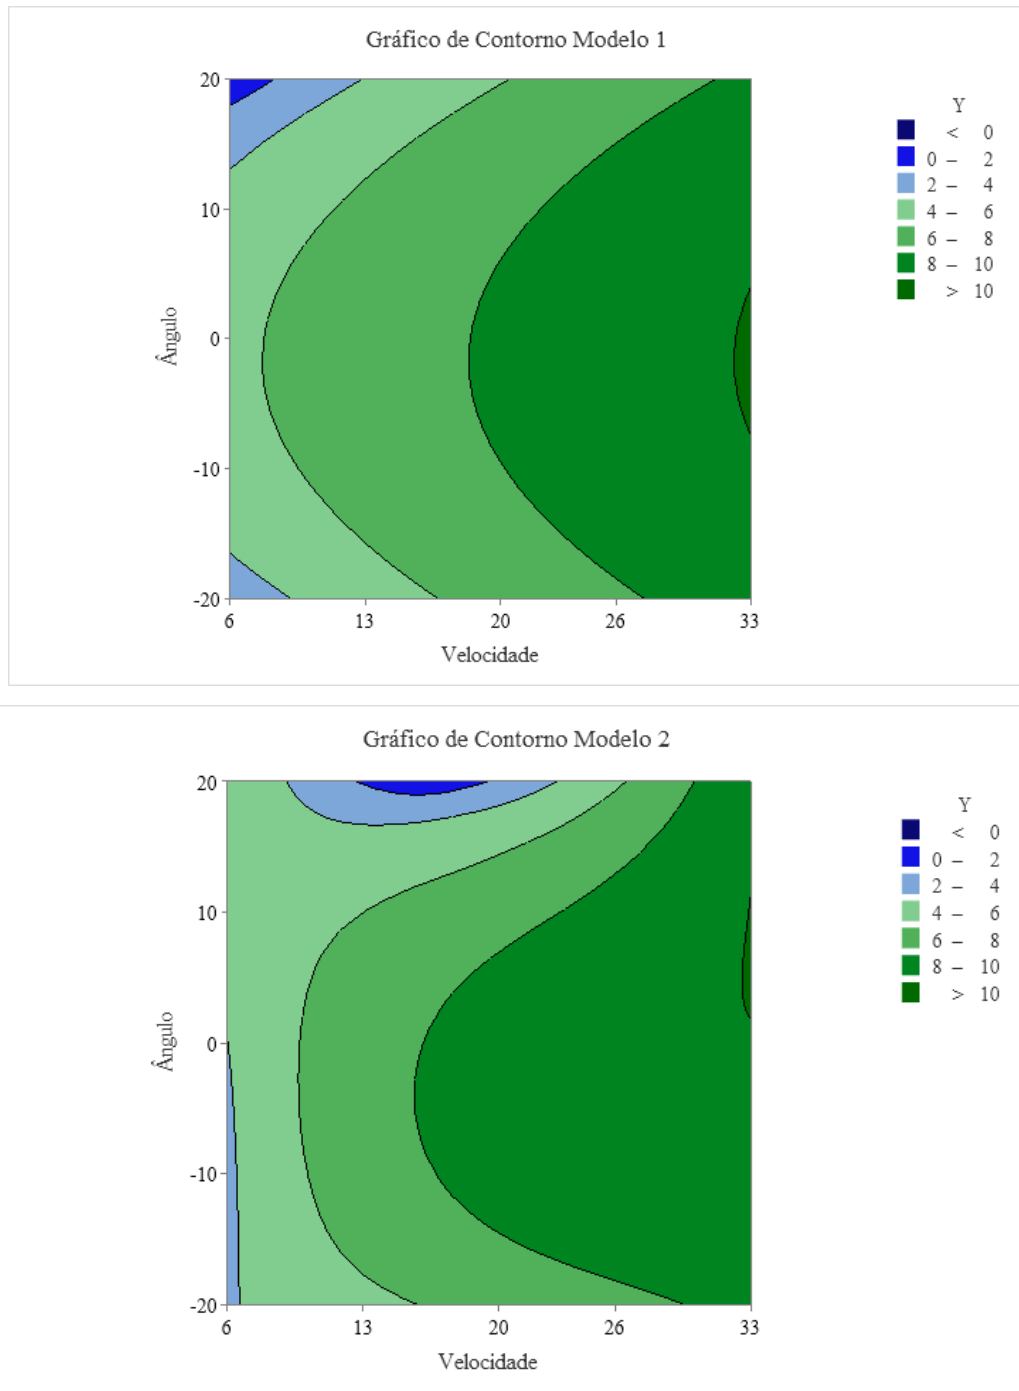 Gráfico de Contorno Modelo 1
Y
< 0
0 – 2
2 – 4
4 – 6
6 – 8
8 – 10
> 10
20
10
0
-10
-20
Ângulo
6 13 20 26 33
Velocidade
Gráfico de Contorno Modelo 2
Y
< 0
0 – 2
2 – 4
4 – 6
6 – 8
8 – 10
> 10
20
10
0
-10
-20
Ângulo
6 13 20 26 33
Velocidade